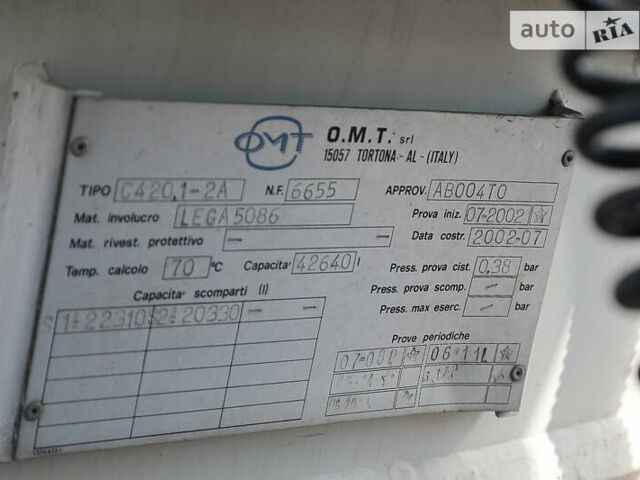 auto RIA
OMT O.M.T. srl
15057 TORTONA - AL - (ITALY)
TIPO C420.1-2A N.F. 6655 APPROV. AB004TO
Mat. involucro LEGA5086 Prova iniz. 07-2002
Mat. rivest. protettivo — — Data costr. 2002-07
Temp. calcolo 70 °C Capacita' 42640 l Press. prova cist. 0.38 bar
Press. prova scomp. — bar
Capacita' scomparti (l) Press. max eserc. — bar
S 1=22310 S2=20330 — —
Prove periodiche
07-08P 06-11L